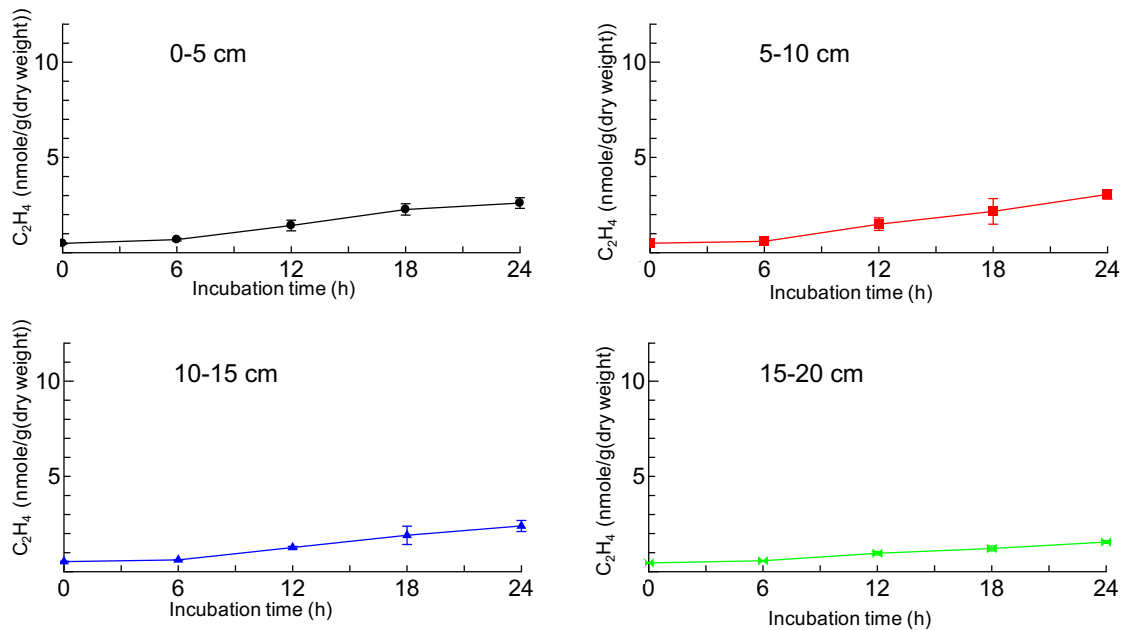 0-5 cm
C₂H₄ (nmole/g(dry weight))
10
5
0 6 12 18 24
Incubation time (h)
5-10 cm
C₂H₄ (nmole/g(dry weight))
10
5
0 6 12 18 24
Incubation time (h)
10-15 cm
C₂H₄ (nmole/g(dry weight))
10
5
0 6 12 18 24
Incubation time (h)
15-20 cm
C₂H₄ (nmole/g(dry weight)
10
5
0 6 12 18 24
Incubation time (h)